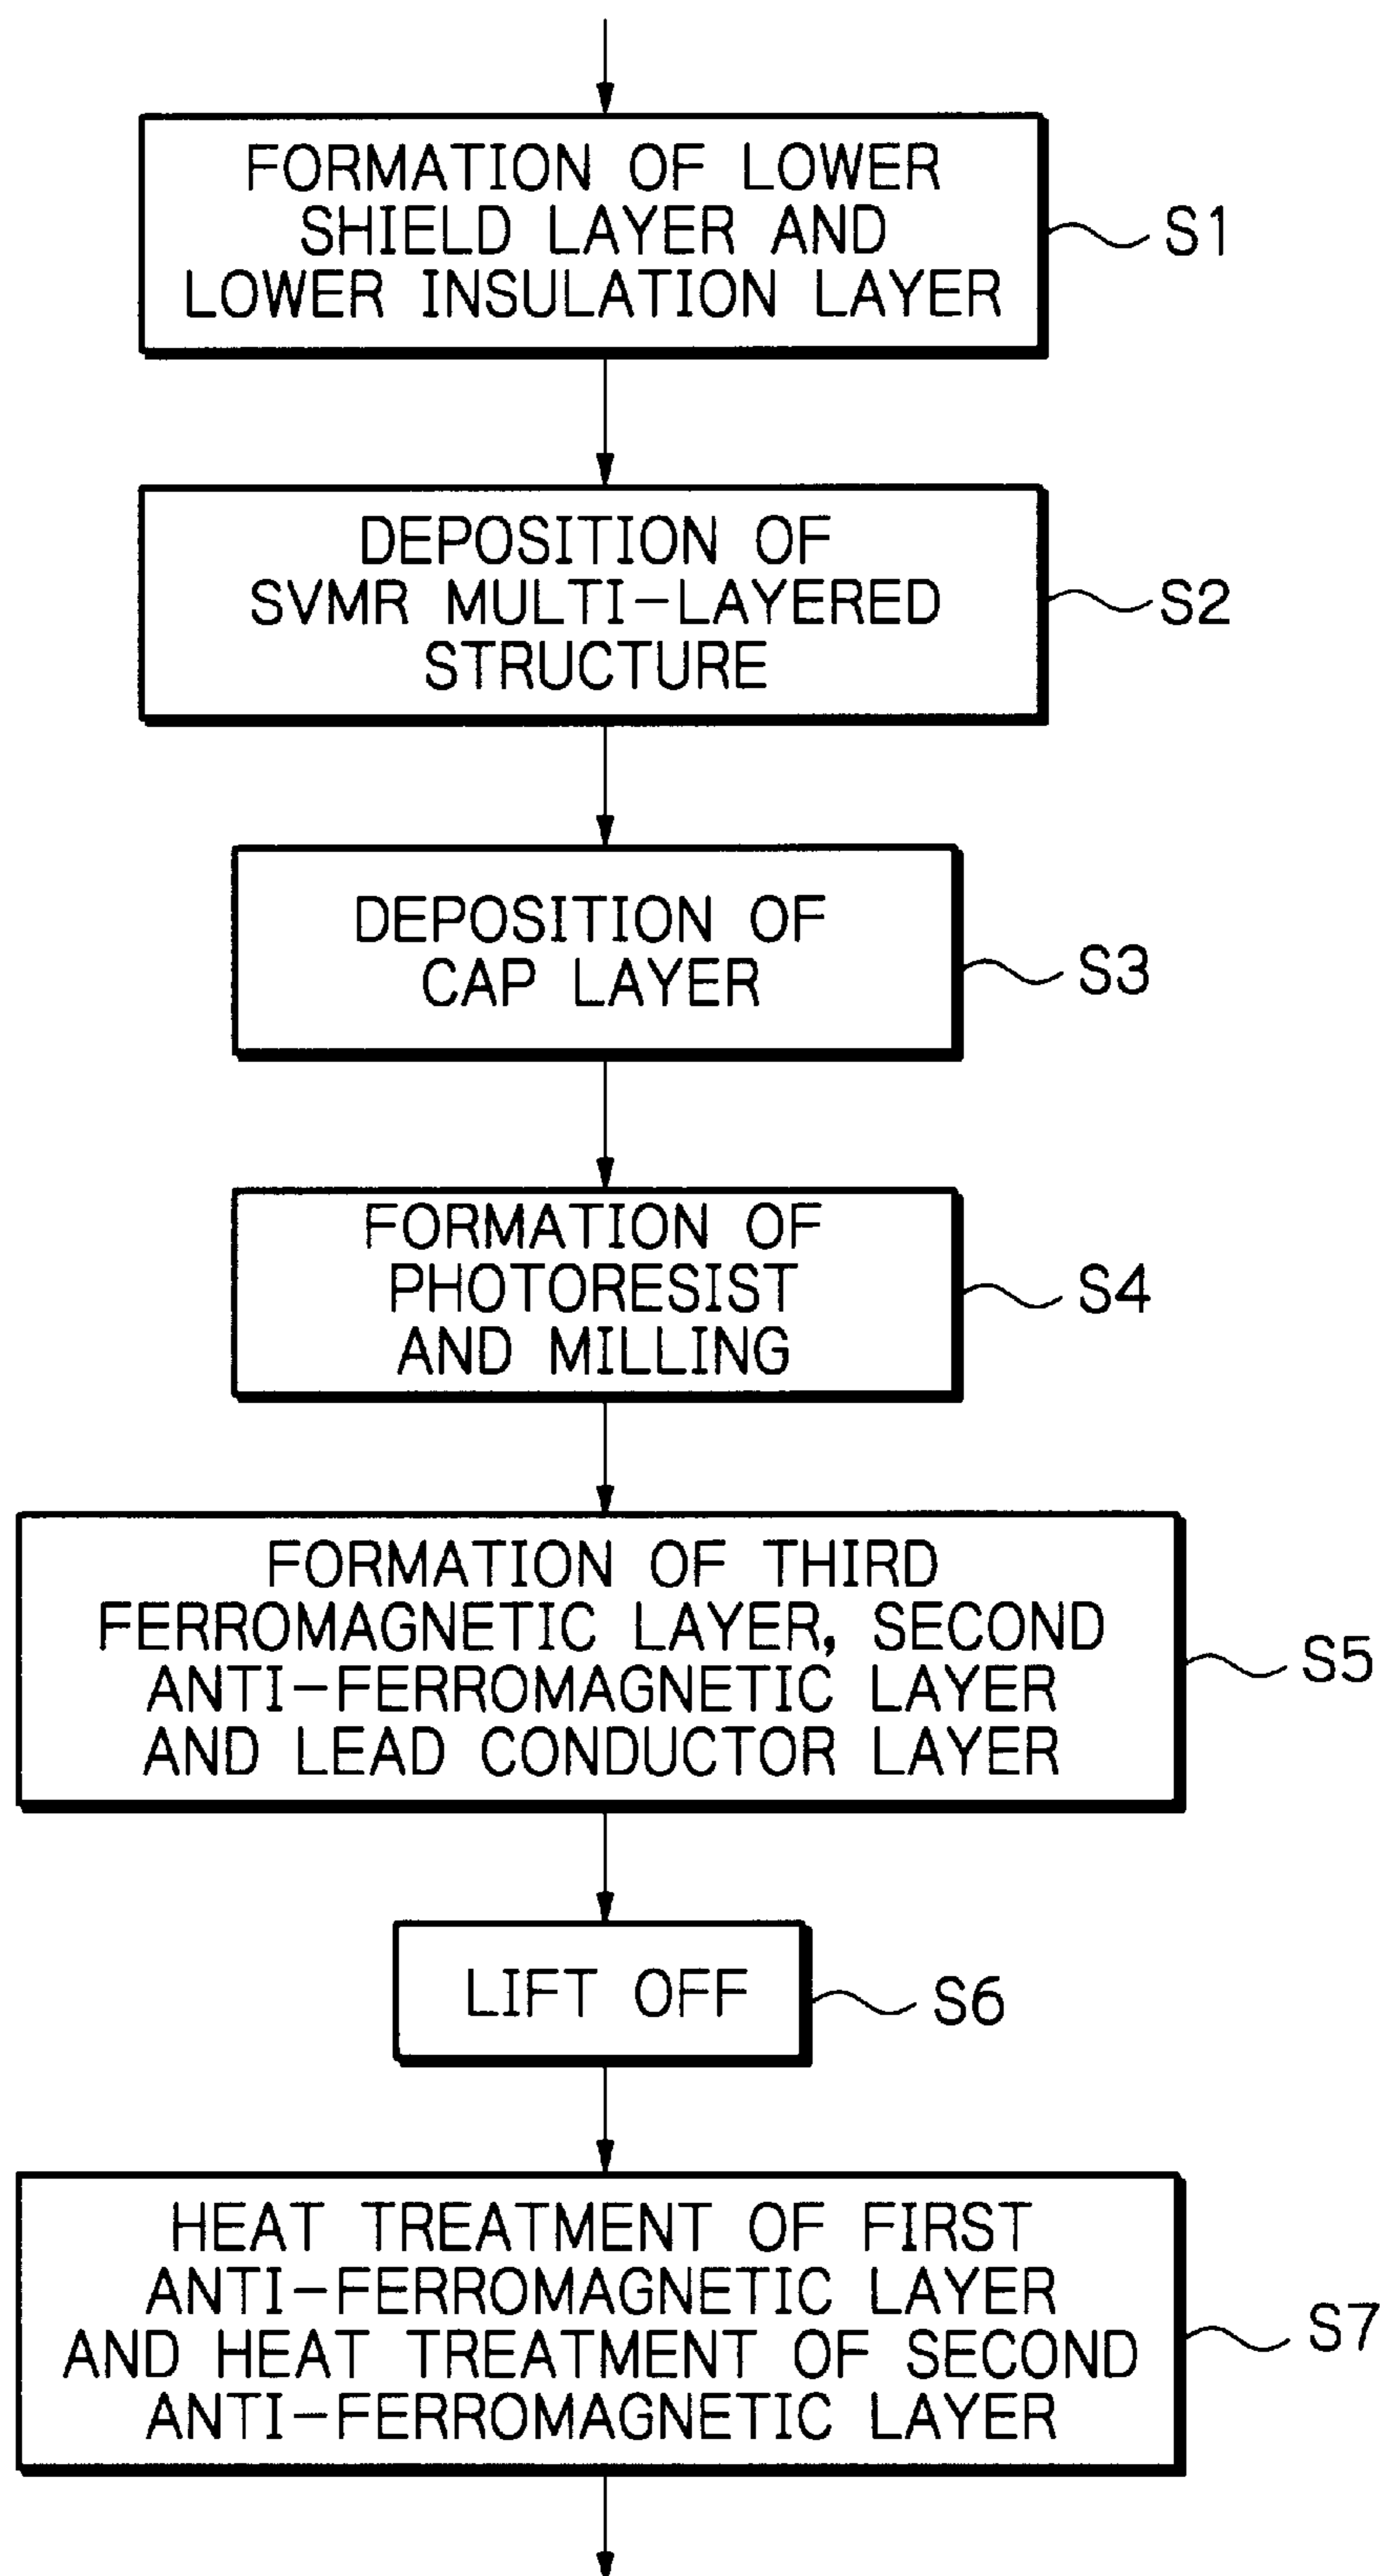 FORMATION OF LOWER
SHIELD LAYER AND
LOWER INSULATION LAYER
S1
DEPOSITION OF
SVMR MULTI-LAYERED
STRUCTURE
S2
DEPOSITION OF
CAP LAYER
S3
FORMATION OF
PHOTORESIST
AND MILLING
S4
FORMATION OF THIRD
FERROMAGNETIC LAYER, SECOND
ANTI-FERROMAGNETIC LAYER
AND LEAD CONDUCTOR LAYER
S5
LIFT OFF
S6
HEAT TREATMENT OF FIRST
ANTI-FERROMAGNETIC LAYER
AND HEAT TREATMENT OF SECOND
ANTI-FERROMAGNETIC LAYER
S7